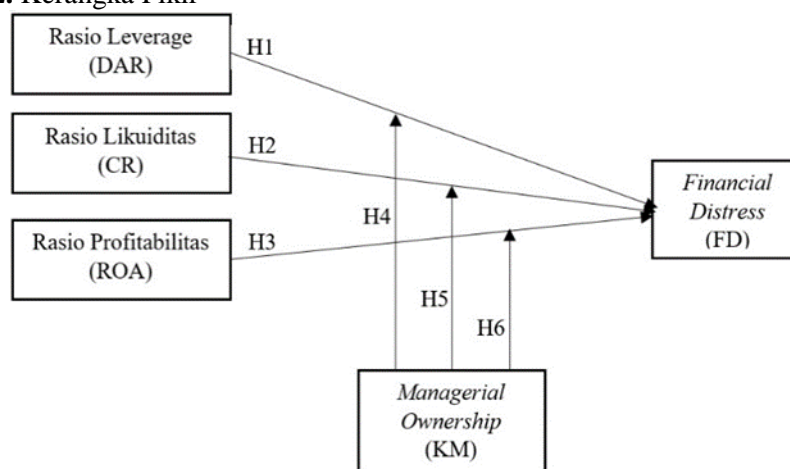 Kerangka Pikir
Rasio Leverage
(DAR)
H1
Rasio Likuiditas
(CR)
H2
Rasio Profitabilitas
(ROA)
H3
H4
H5
H6
Financial
Distress
(FD)
Managerial
Ownership
(KM)